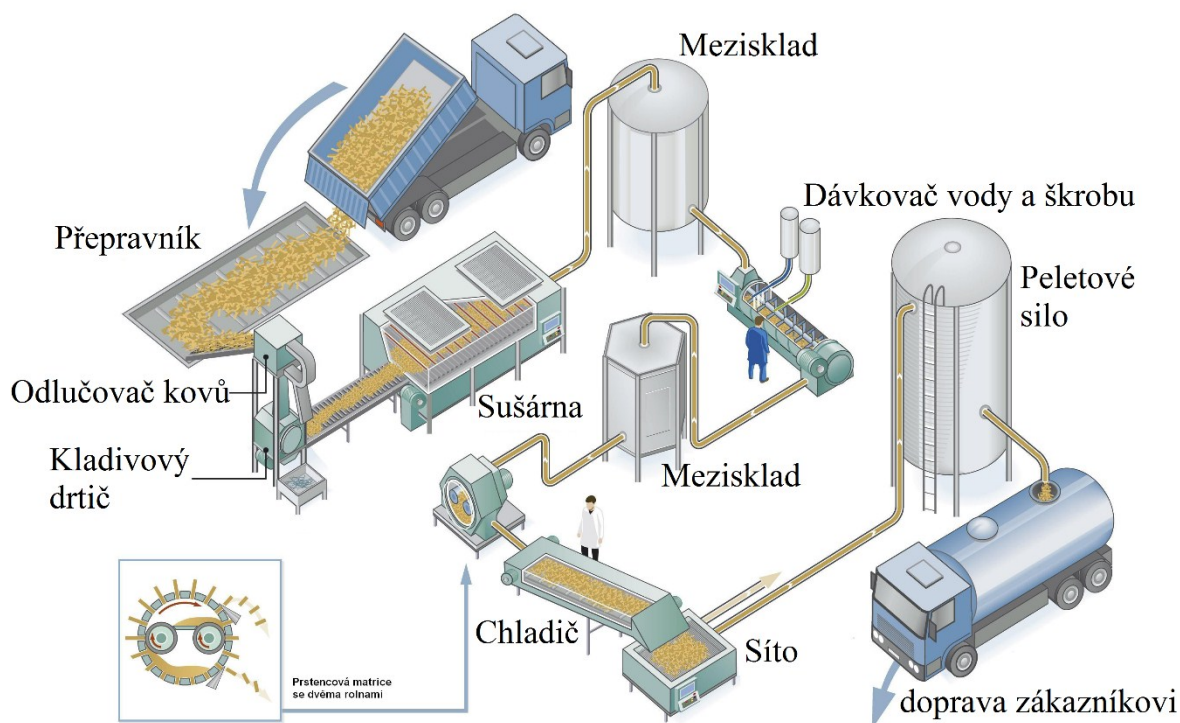 Mezisklad
Dávkovač vody a škrobu
Přepravník
Peletové
silo
Odlučovač kovů
Sušárna
Kladivový
drtič
Mezisklad
Chladič
Síto
Prstencová matrice
se dvěma rolnami
doprava zákazníkovi